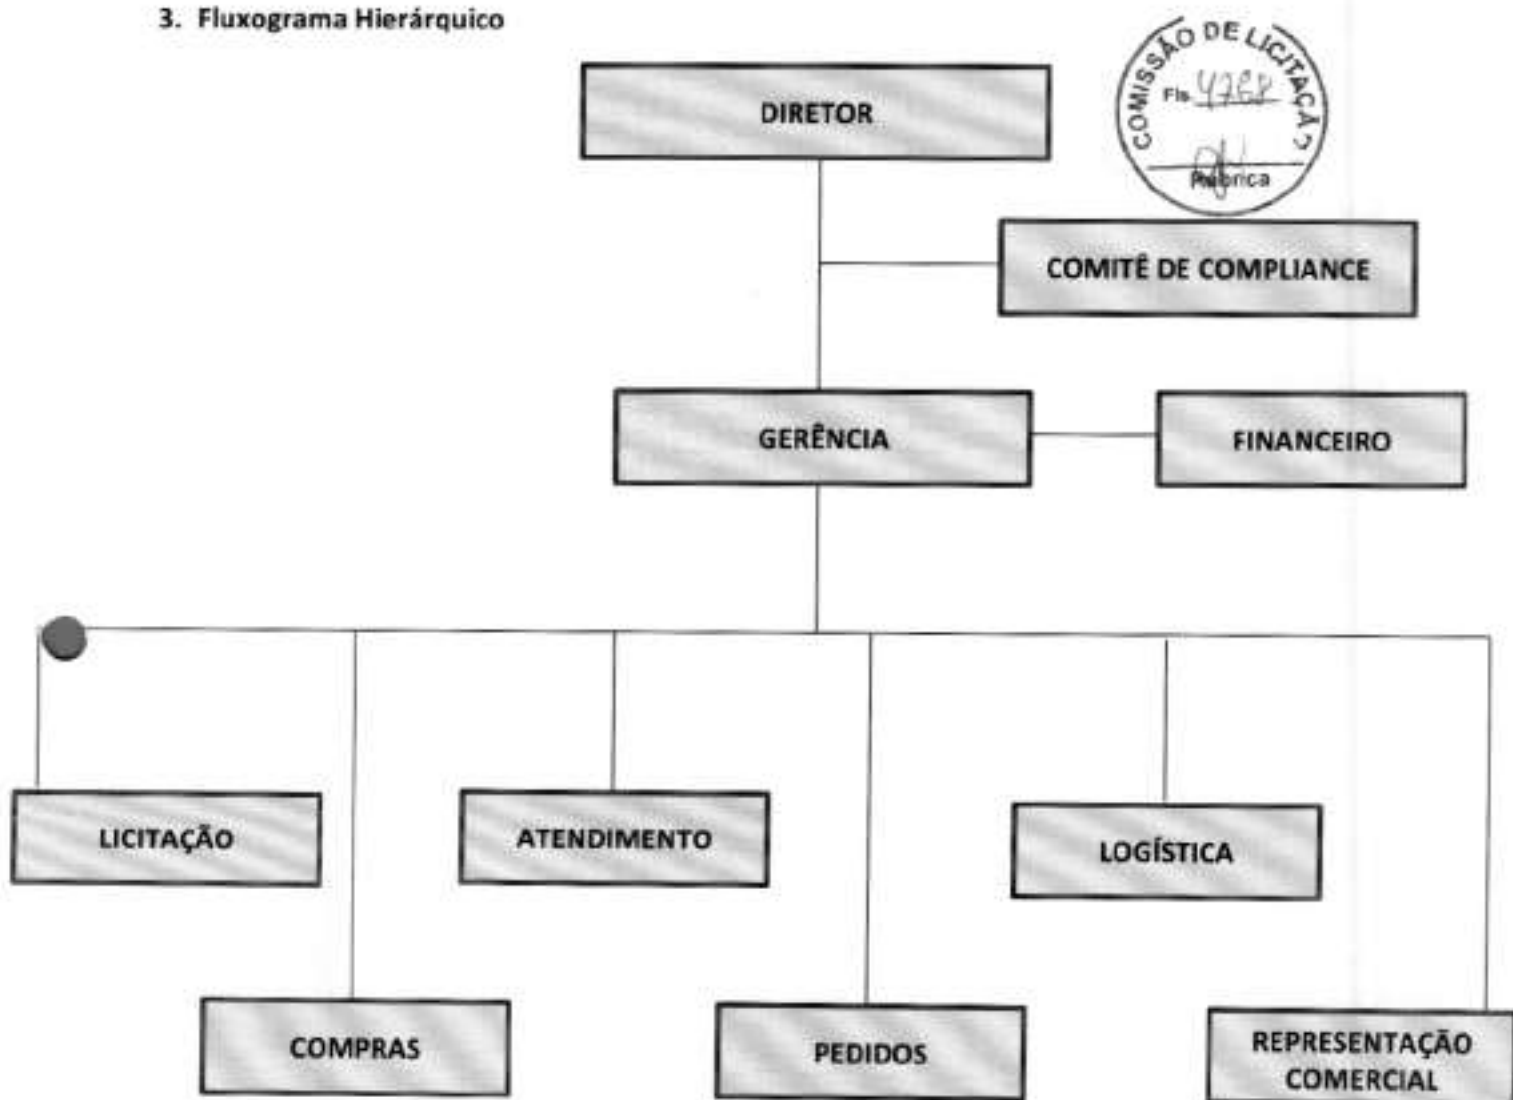 3. Fluxograma Hierárquico
COMISSÃO DE LICITAÇÃO
Fls.
Rubrica
DIRETOR
COMITÊ DE COMPLIANCE
GERÊNCIA
FINANCEIRO
LICITAÇÃO
ATENDIMENTO
LOGÍSTICA
COMPRAS
PEDIDOS
REPRESENTAÇÃO
COMERCIAL